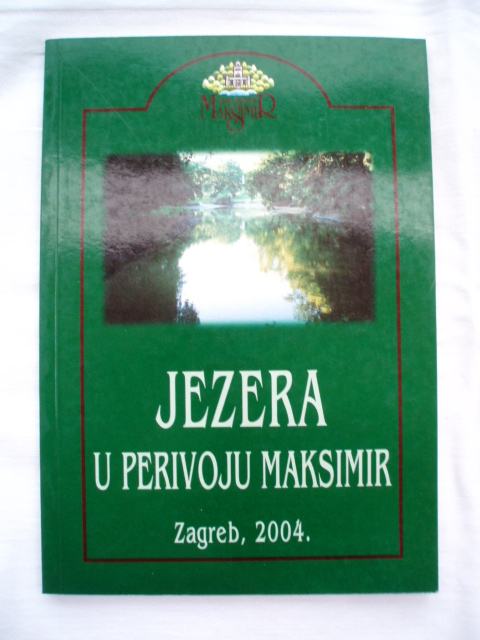 MAKSIMIR
JEZERA
U PERIVOJU MAKSIMIR
Zagreb, 2004.